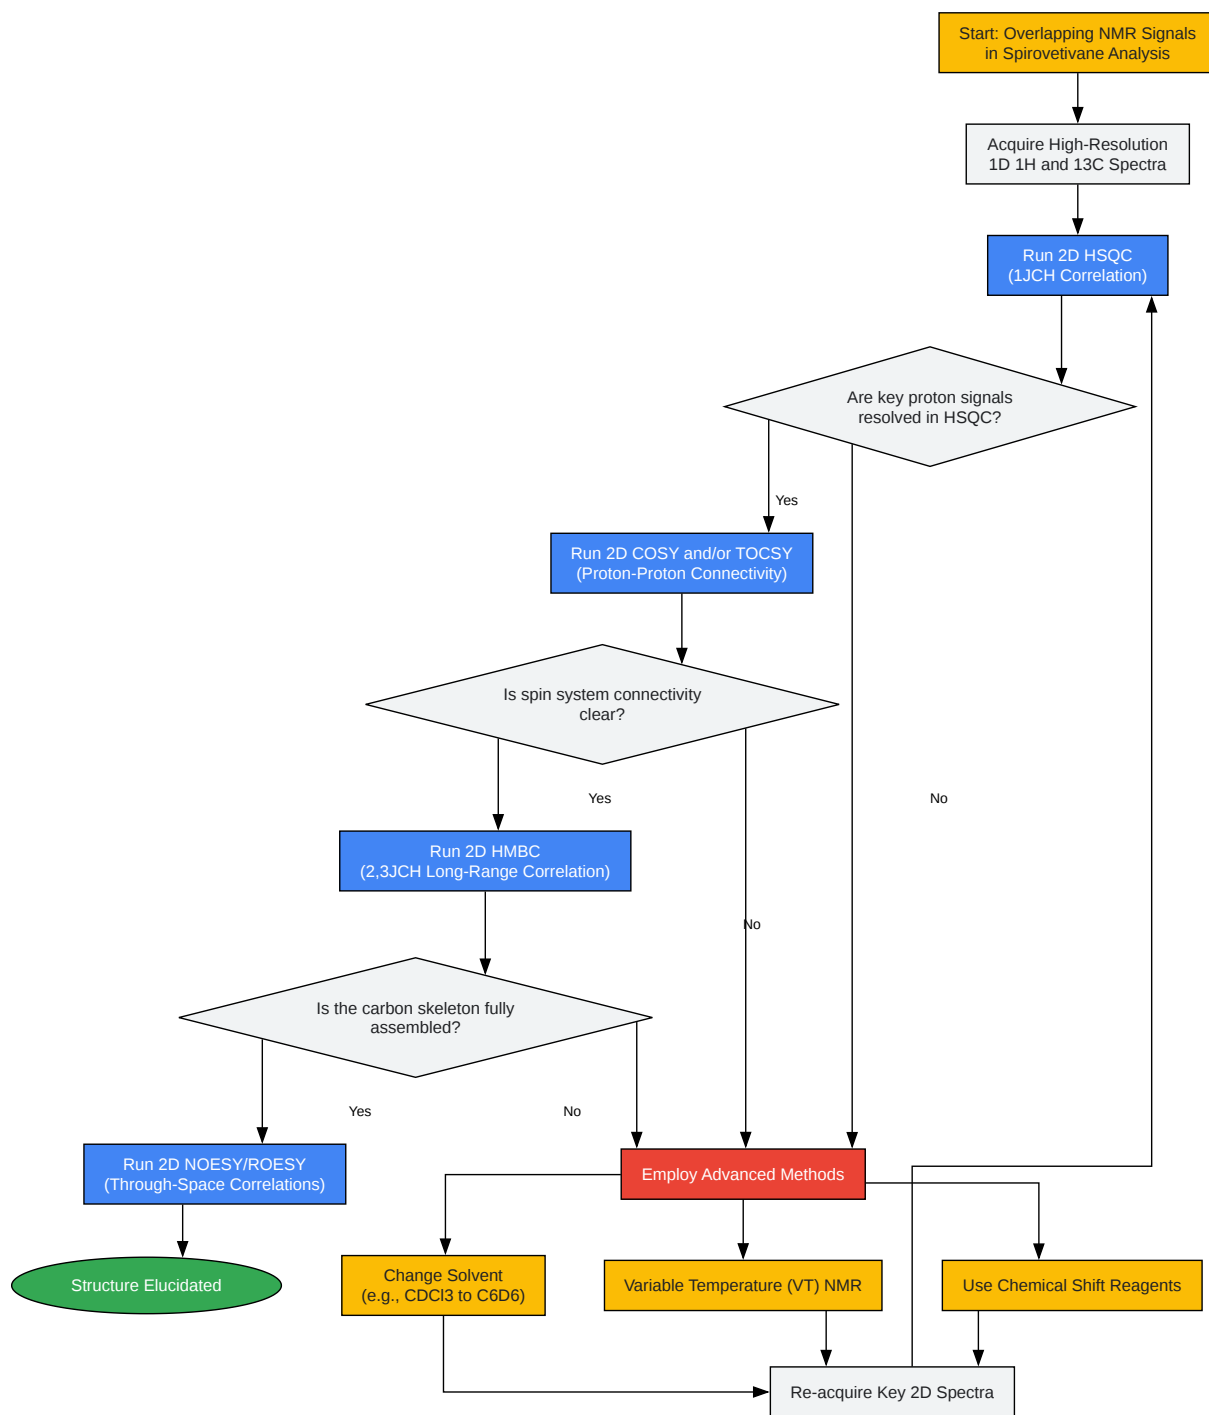 Start: Overlapping NMR Signals
in Spirovetivane Analysis
Acquire High-Resolution
1D 1H and 13C Spectra
Run 2D HSQC
(1JCH Correlation)
Are key proton signals
resolved in HSQC?
Yes
Run 2D COSY and/or TOCSY
(Proton-Proton Connectivity)
Is spin system connectivity
clear?
Yes
No
Run 2D HMBC
(2,3JCH Long-Range Correlation)
No
Is the carbon skeleton fully
assembled?
Yes
No
Run 2D NOESY/ROESY
(Through-Space Correlations)
Employ Advanced Methods
Structure Elucidated
Change Solvent
(e.g., CDCl3 to C6D6)
Variable Temperature (VT) NMR
Use Chemical Shift Reagents
Re-acquire Key 2D Spectra